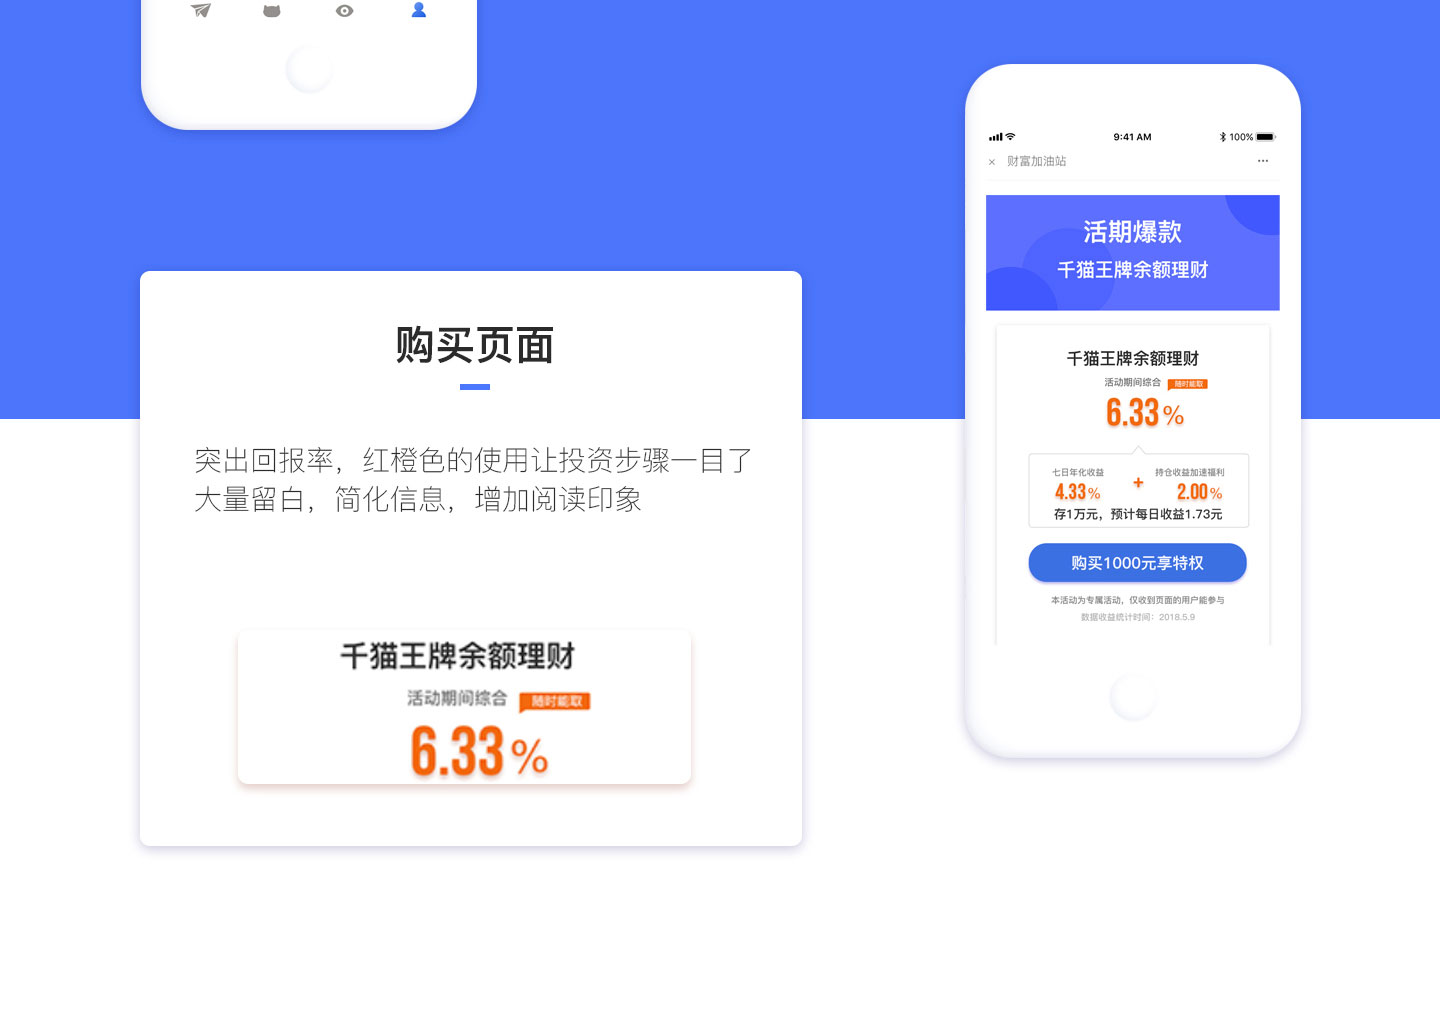 购买页面
突出回报率，红橙色的使用让投资步骤一目了
大量留白，简化信息，增加阅读印象
千猫王牌余额理财
活动期间综合 随时能取
6.33%
9:41 AM
100%
× 财富加油站 ···
活期爆款
千猫王牌余额理财
千猫王牌余额理财
活动期间综合 随时能取
6.33%
七日年化收益 持仓收益加速福利
4.33% + 2.00%
存1万元，预计每日收益1.73元
购买1000元享特权
本活动为专属活动，仅收到页面的用户能参与
数据收益统计时间：2018.5.9